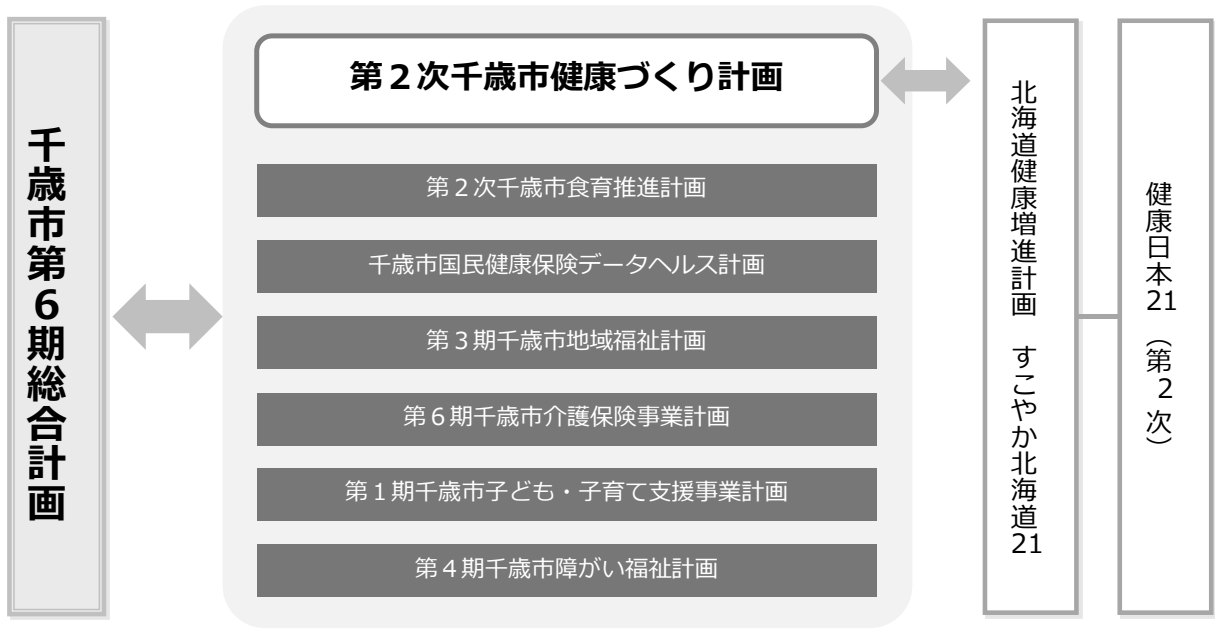 千歳市第6期総合計画
第２次千歳市健康づくり計画
第２次千歳市食育推進計画
千歳市国民健康保険データヘルス計画
第３期千歳市地域福祉計画
第６期千歳市介護保険事業計画
第１期千歳市子ども・子育て支援事業計画
第４期千歳市障がい福祉計画
北海道健康増進計画　すこやか北海道21
健康日本21（第２次）